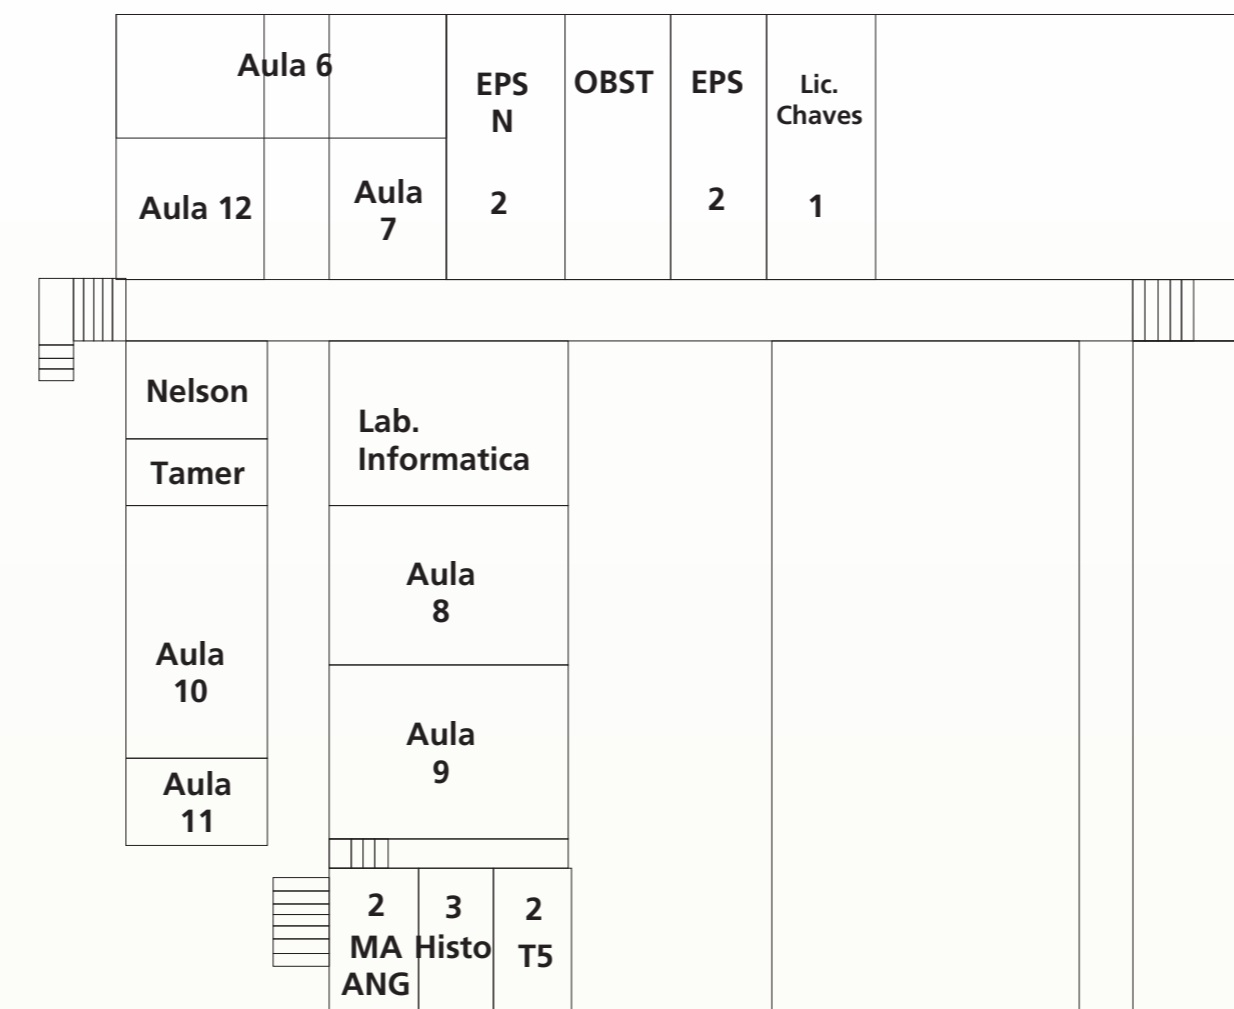 Aula 6
EPS
N
2
OBST
EPS
2
Lic.
Chaves
1
Aula 12
Aula
7
Nelson
Tamer
Lab.
Informatica
Aula
8
Aula
10
Aula
9
Aula
11
2
MA
ANG
3
Histo
2
T5